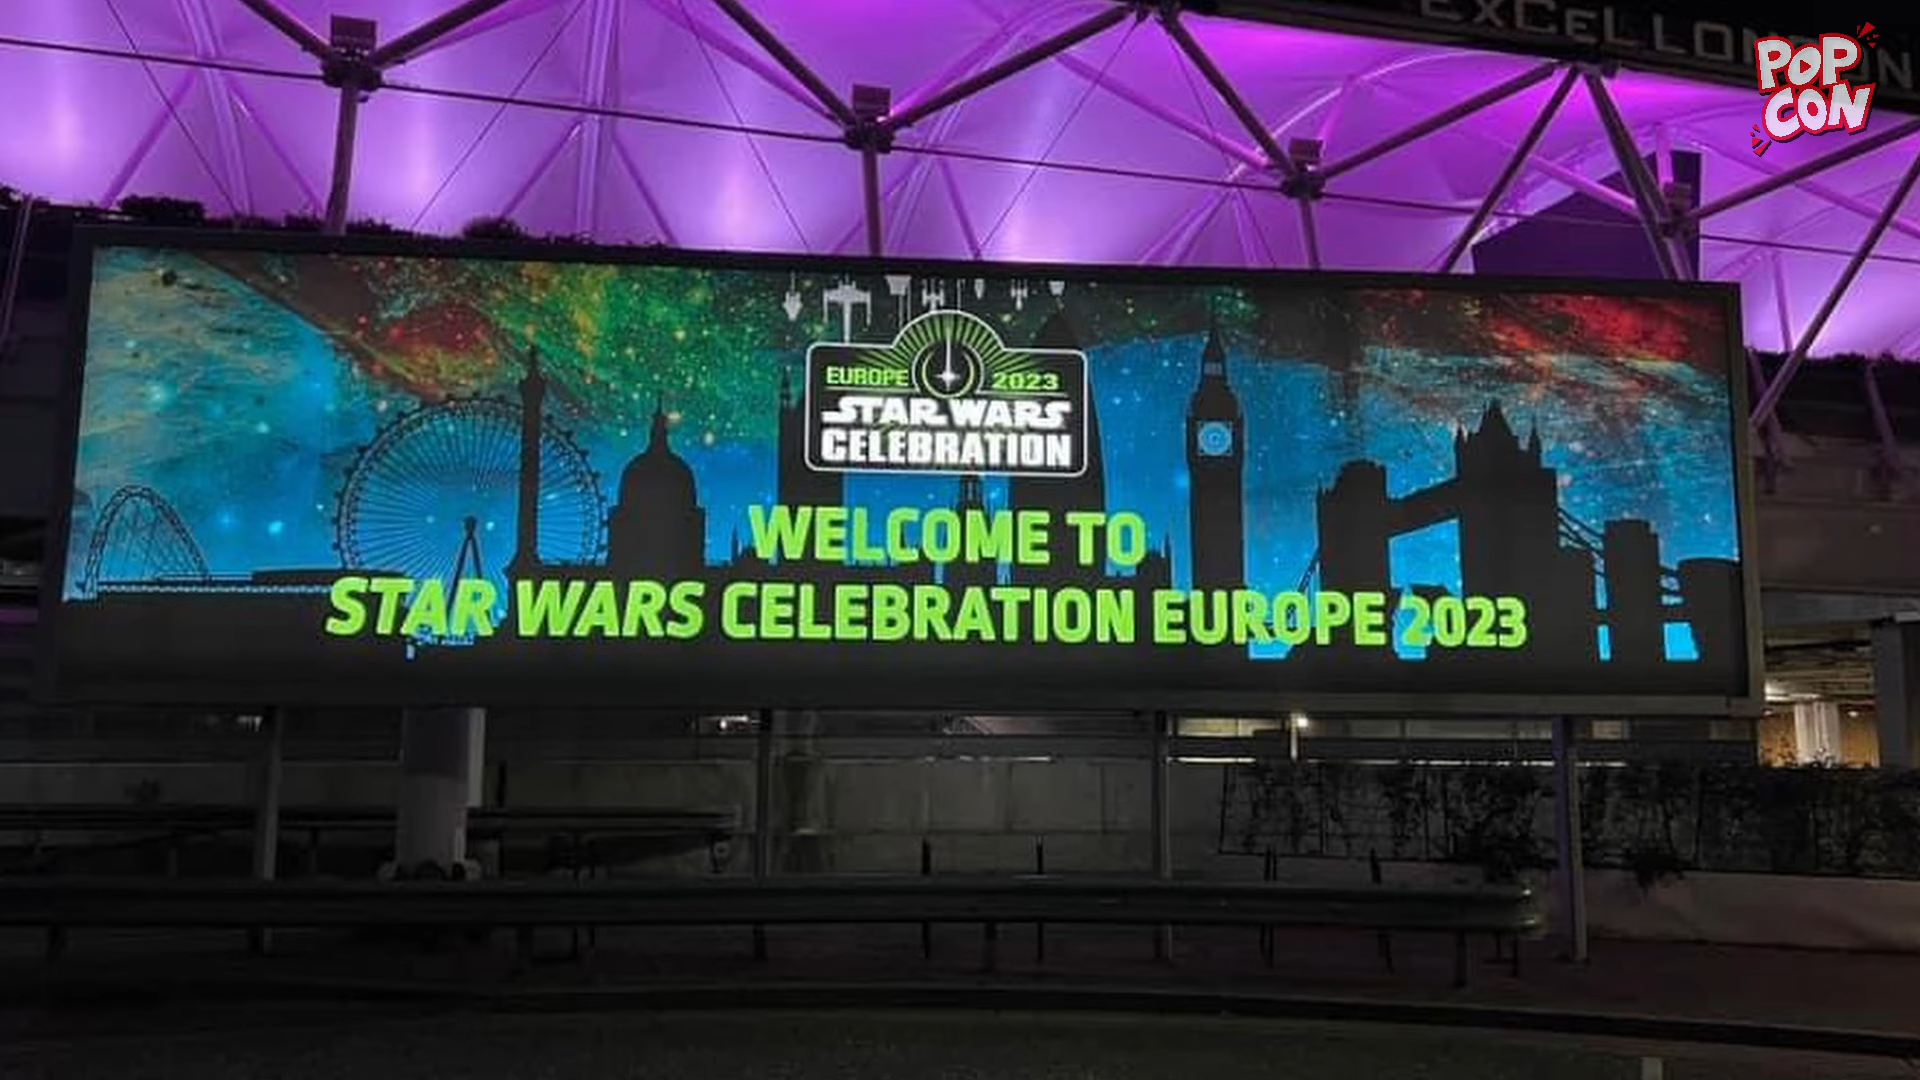 EXCEL LONDON
POP
CON
EUROPE 2023
STAR WARS
CELEBRATION
WELCOME TO
STAR WARS CELEBRATION EUROPE 2023